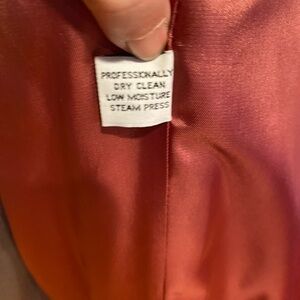 PROFESSIONALLY
DRY CLEAN
LOW MOISTURE
STEAM PRESS